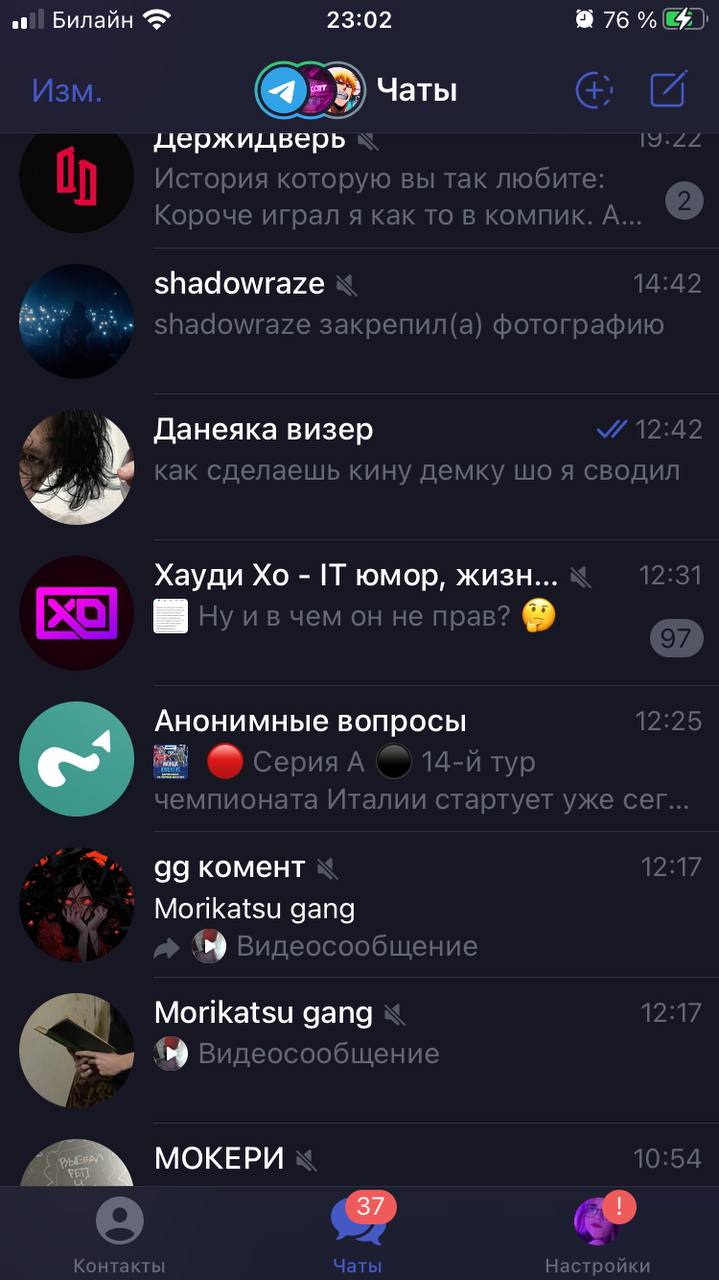 Билайн 23:02 76 %
Изм. Чаты
ДержиДверь 19:22
История которую вы так любите:
Короче играл я как то в компик. А... 2
shadowraze 14:42
shadowraze закрепил(а) фотографию
Данеяка визер 12:42
как сделаешь кину демку шо я сводил
Хауди Хо - IT юмор, жизн... 12:31
Ну и в чем он не прав? 🤔 97
Анонимные вопросы 12:25
🔴 Серия А ⚫ 14-й тур
чемпионата Италии стартует уже сег...
gg комент 12:17
Morikatsu gang
Видеосообщение
Morikatsu gang 12:17
Видеосообщение
МОКЕРИ 10:54
37 !
Контакты Чаты Настройки